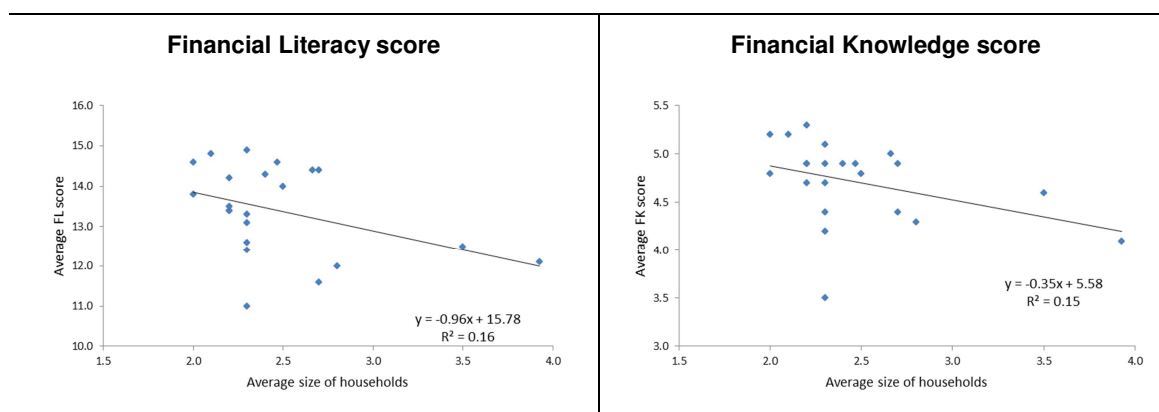 Financial Literacy score
16.0
15.0
14.0
13.0
12.0
11.0
10.0
Average FL score
y = -0.96x + 15.78
R² = 0.16
1.5 2.0 2.5 3.0 3.5 4.0
Average size of households
Financial Knowledge score
5.5
5.0
4.5
4.0
3.5
3.0
Average FK score
y = -0.35x + 5.58
R² = 0.15
1.5 2.0 2.5 3.0 3.5 4.0
Average size of households